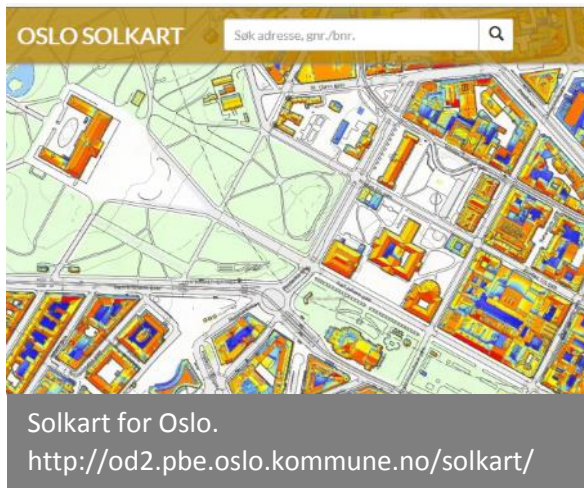 OSLO SOLKART
Søk adresse, gnr./bnr.
Solkart for Oslo.
http://od2.pbe.oslo.kommune.no/solkart/